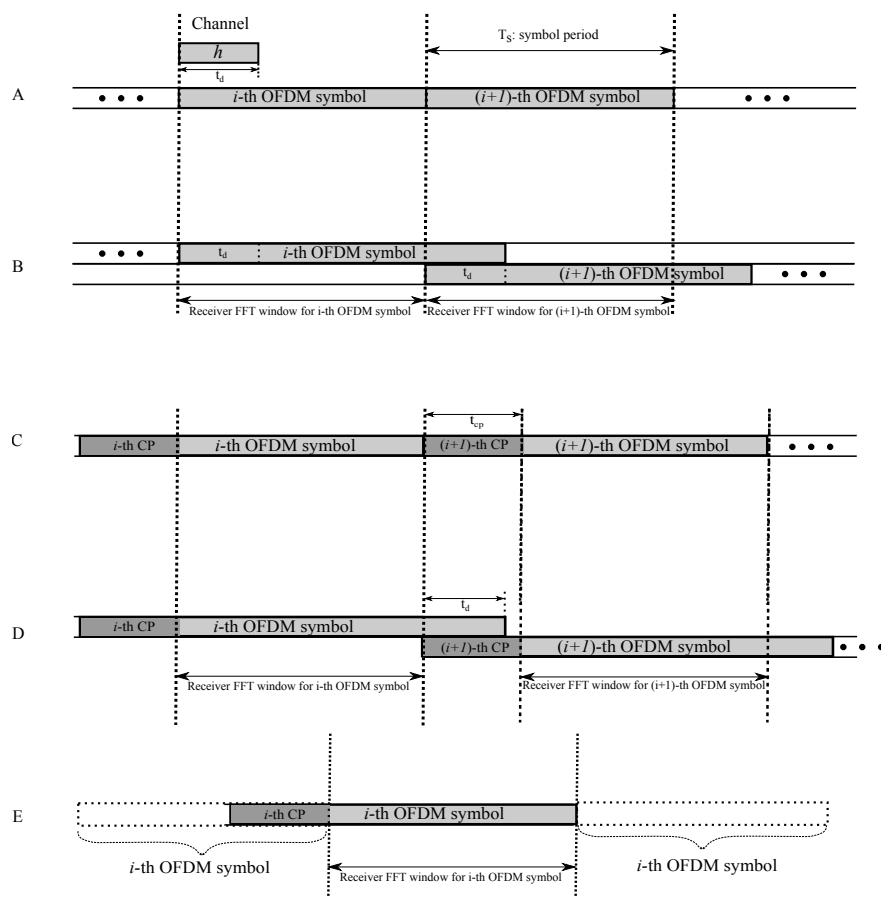 Channel
h
t_d
T_S: symbol period
A
• • • i-th OFDM symbol (i+1)-th OFDM symbol • • •
B
• • • t_d i-th OFDM symbol
t_d (i+1)-th OFDM symbol • • •
Receiver FFT window for i-th OFDM symbol Receiver FFT window for (i+1)-th OFDM symbol
t_cp
C
i-th CP i-th OFDM symbol (i+1)-th CP (i+1)-th OFDM symbol • • •
t_d
D
i-th CP i-th OFDM symbol
(i+1)-th CP (i+1)-th OFDM symbol • • • •
Receiver FFT window for i-th OFDM symbol Receiver FFT window for (i+1)-th OFDM symbol
E
i-th CP i-th OFDM symbol
i-th OFDM symbol i-th OFDM symbol
Receiver FFT window for i-th OFDM symbol